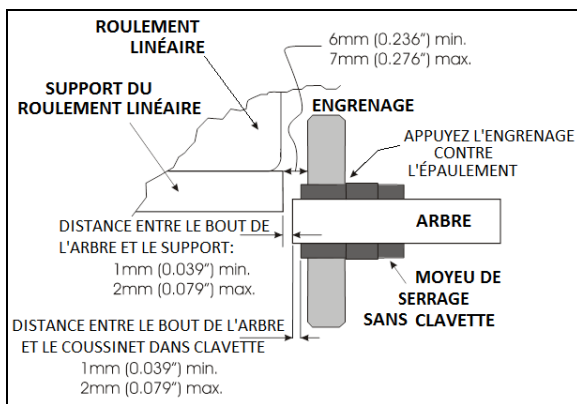 ROULEMENT
LINÉAIRE
6mm (0.236") min.
7mm (0.276") max.
SUPPORT DU
ROULEMENT LINÉAIRE
ENGRENAGE
APPUYEZ L'ENGRENAGE
CONTRE
L'ÉPAULEMENT
DISTANCE ENTRE LE BOUT DE
L'ARBRE ET LE SUPPORT:
1mm (0.039") min.
2mm (0.079") max.
ARBRE
MOYEU DE
SERRAGE
SANS CLAVETTE
DISTANCE ENTRE LE BOUT DE L'ARBRE
ET LE COUSSINET DANS CLAVETTE
1mm (0.039") min.
2mm (0.079") max.